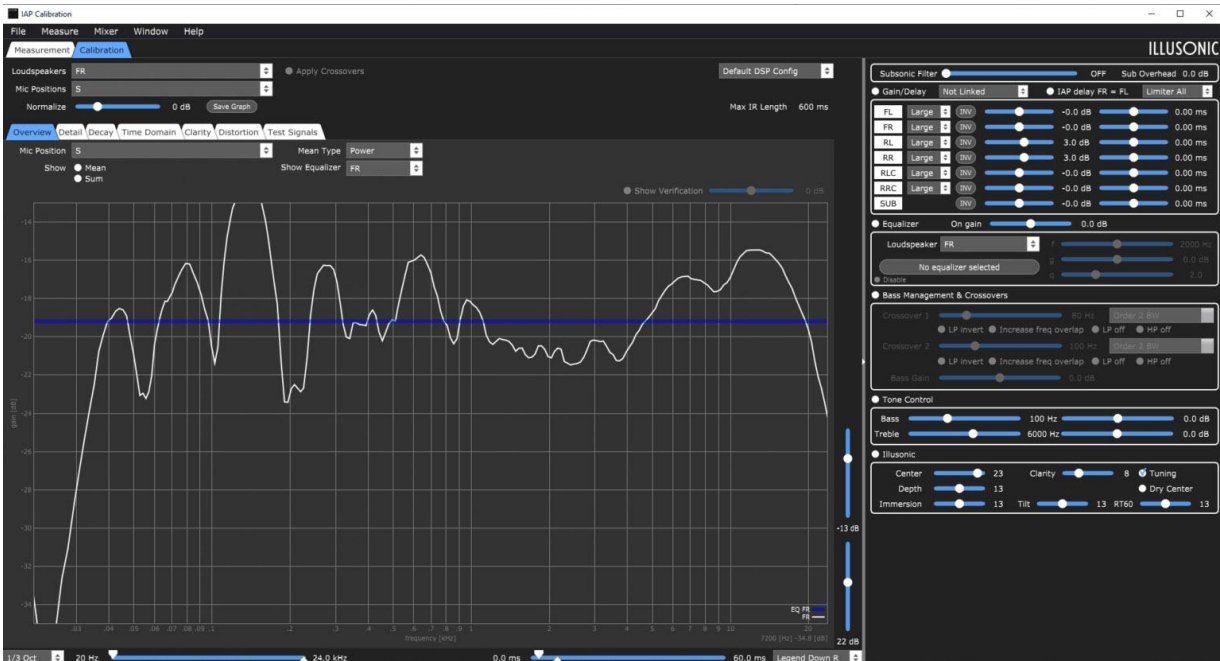 IAP Calibration
File Measure Mixer Window Help
Measurement Calibration
ILLUSONIC
Loudspeakers FR Apply Crossovers Default DSP Config
Mic Positions S
Normalize 0 dB Save Graph Max IR Length 600 ms
Overview Detail Decay Time Domain Clarity Distortion Test Signals
Mic Position S Mean Type Power
Show Mean Show Equalizer FR
Sum
Show Verification 0 dB
-14
-16
-18
-20
-22
-24
gain [dB]
-26
-28
-30
-32
-34
-13 dB
EQ FR
FR
.03 .04 .05 .06 .07 .08 .09 .1 .2 .3 .4 .5 .6 .7 .8 .9 1 2 3 4 5 6 7 8 9 10 20
frequency [kHz]
7200 [Hz] -34.8 [dB]
22 dB
1/3 Oct 20 Hz 24.0 kHz 0.0 ms 60.0 ms Legend Down R
Subsonic Filter OFF Sub Overhead 0.0 dB
Gain/Delay Not Linked IAP delay FR = FL Limiter All
FL Large INV -0.0 dB 0.00 ms
FR Large INV -0.0 dB 0.00 ms
RL Large INV 3.0 dB 0.00 ms
RR Large INV 3.0 dB 0.00 ms
RLC Large INV -0.0 dB 0.00 ms
RRC Large INV -0.0 dB 0.00 ms
SUB INV -0.0 dB 0.00 ms
Equalizer On gain 0.0 dB
Loudspeaker FR f 2000 Hz
No equalizer selected g 0.0 dB
Disable q 2.0
Bass Management & Crossovers
Crossover 1 80 Hz Order 2 BW
LP invert Increase freq overlap LP off HP off
Crossover 2 100 Hz Order 2 BW
LP invert Increase freq overlap LP off HP off
Bass Gain 0.0 dB
Tone Control
Bass 100 Hz 0.0 dB
Treble 6000 Hz 0.0 dB
Illusonic
Center 23 Clarity 8 Tuning
Depth 13 Dry Center
Immersion 13 Tilt 13 RT60 13